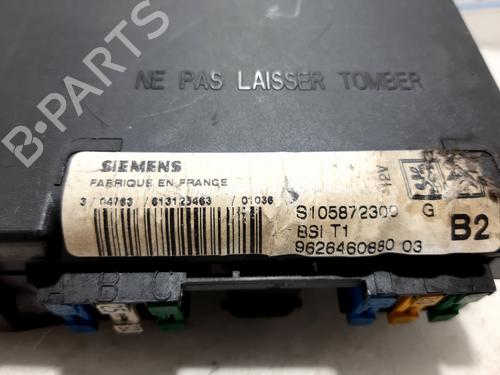 B-PARTS
NE PAS LAISSER TOMBER
SIEMENS
FABRIQUE EN FRANCE
3 / 04763 / 613123463 / 01036
S105872300 G
BSI T1 B2
9626460880 03
12V
A B C